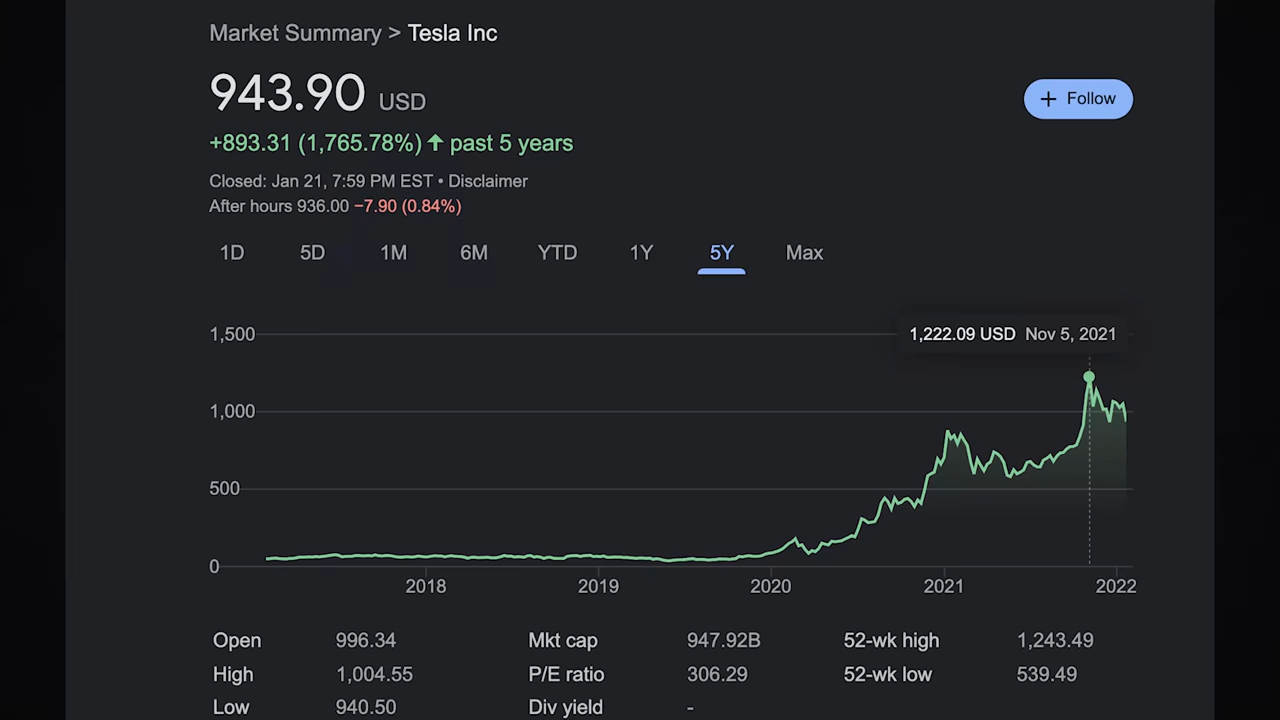 Market Summary > Tesla Inc
943.90 USD
+ Follow
+893.31 (1,765.78%) ↑ past 5 years
Closed: Jan 21, 7:59 PM EST • Disclaimer
After hours 936.00 −7.90 (0.84%)
1D 5D 1M 6M YTD 1Y 5Y Max
1,222.09 USD Nov 5, 2021
1,500
1,000
500
0
2018 2019 2020 2021 2022
Open 996.34 Mkt cap 947.92B 52-wk high 1,243.49
High 1,004.55 P/E ratio 306.29 52-wk low 539.49
Low 940.50 Div yield -